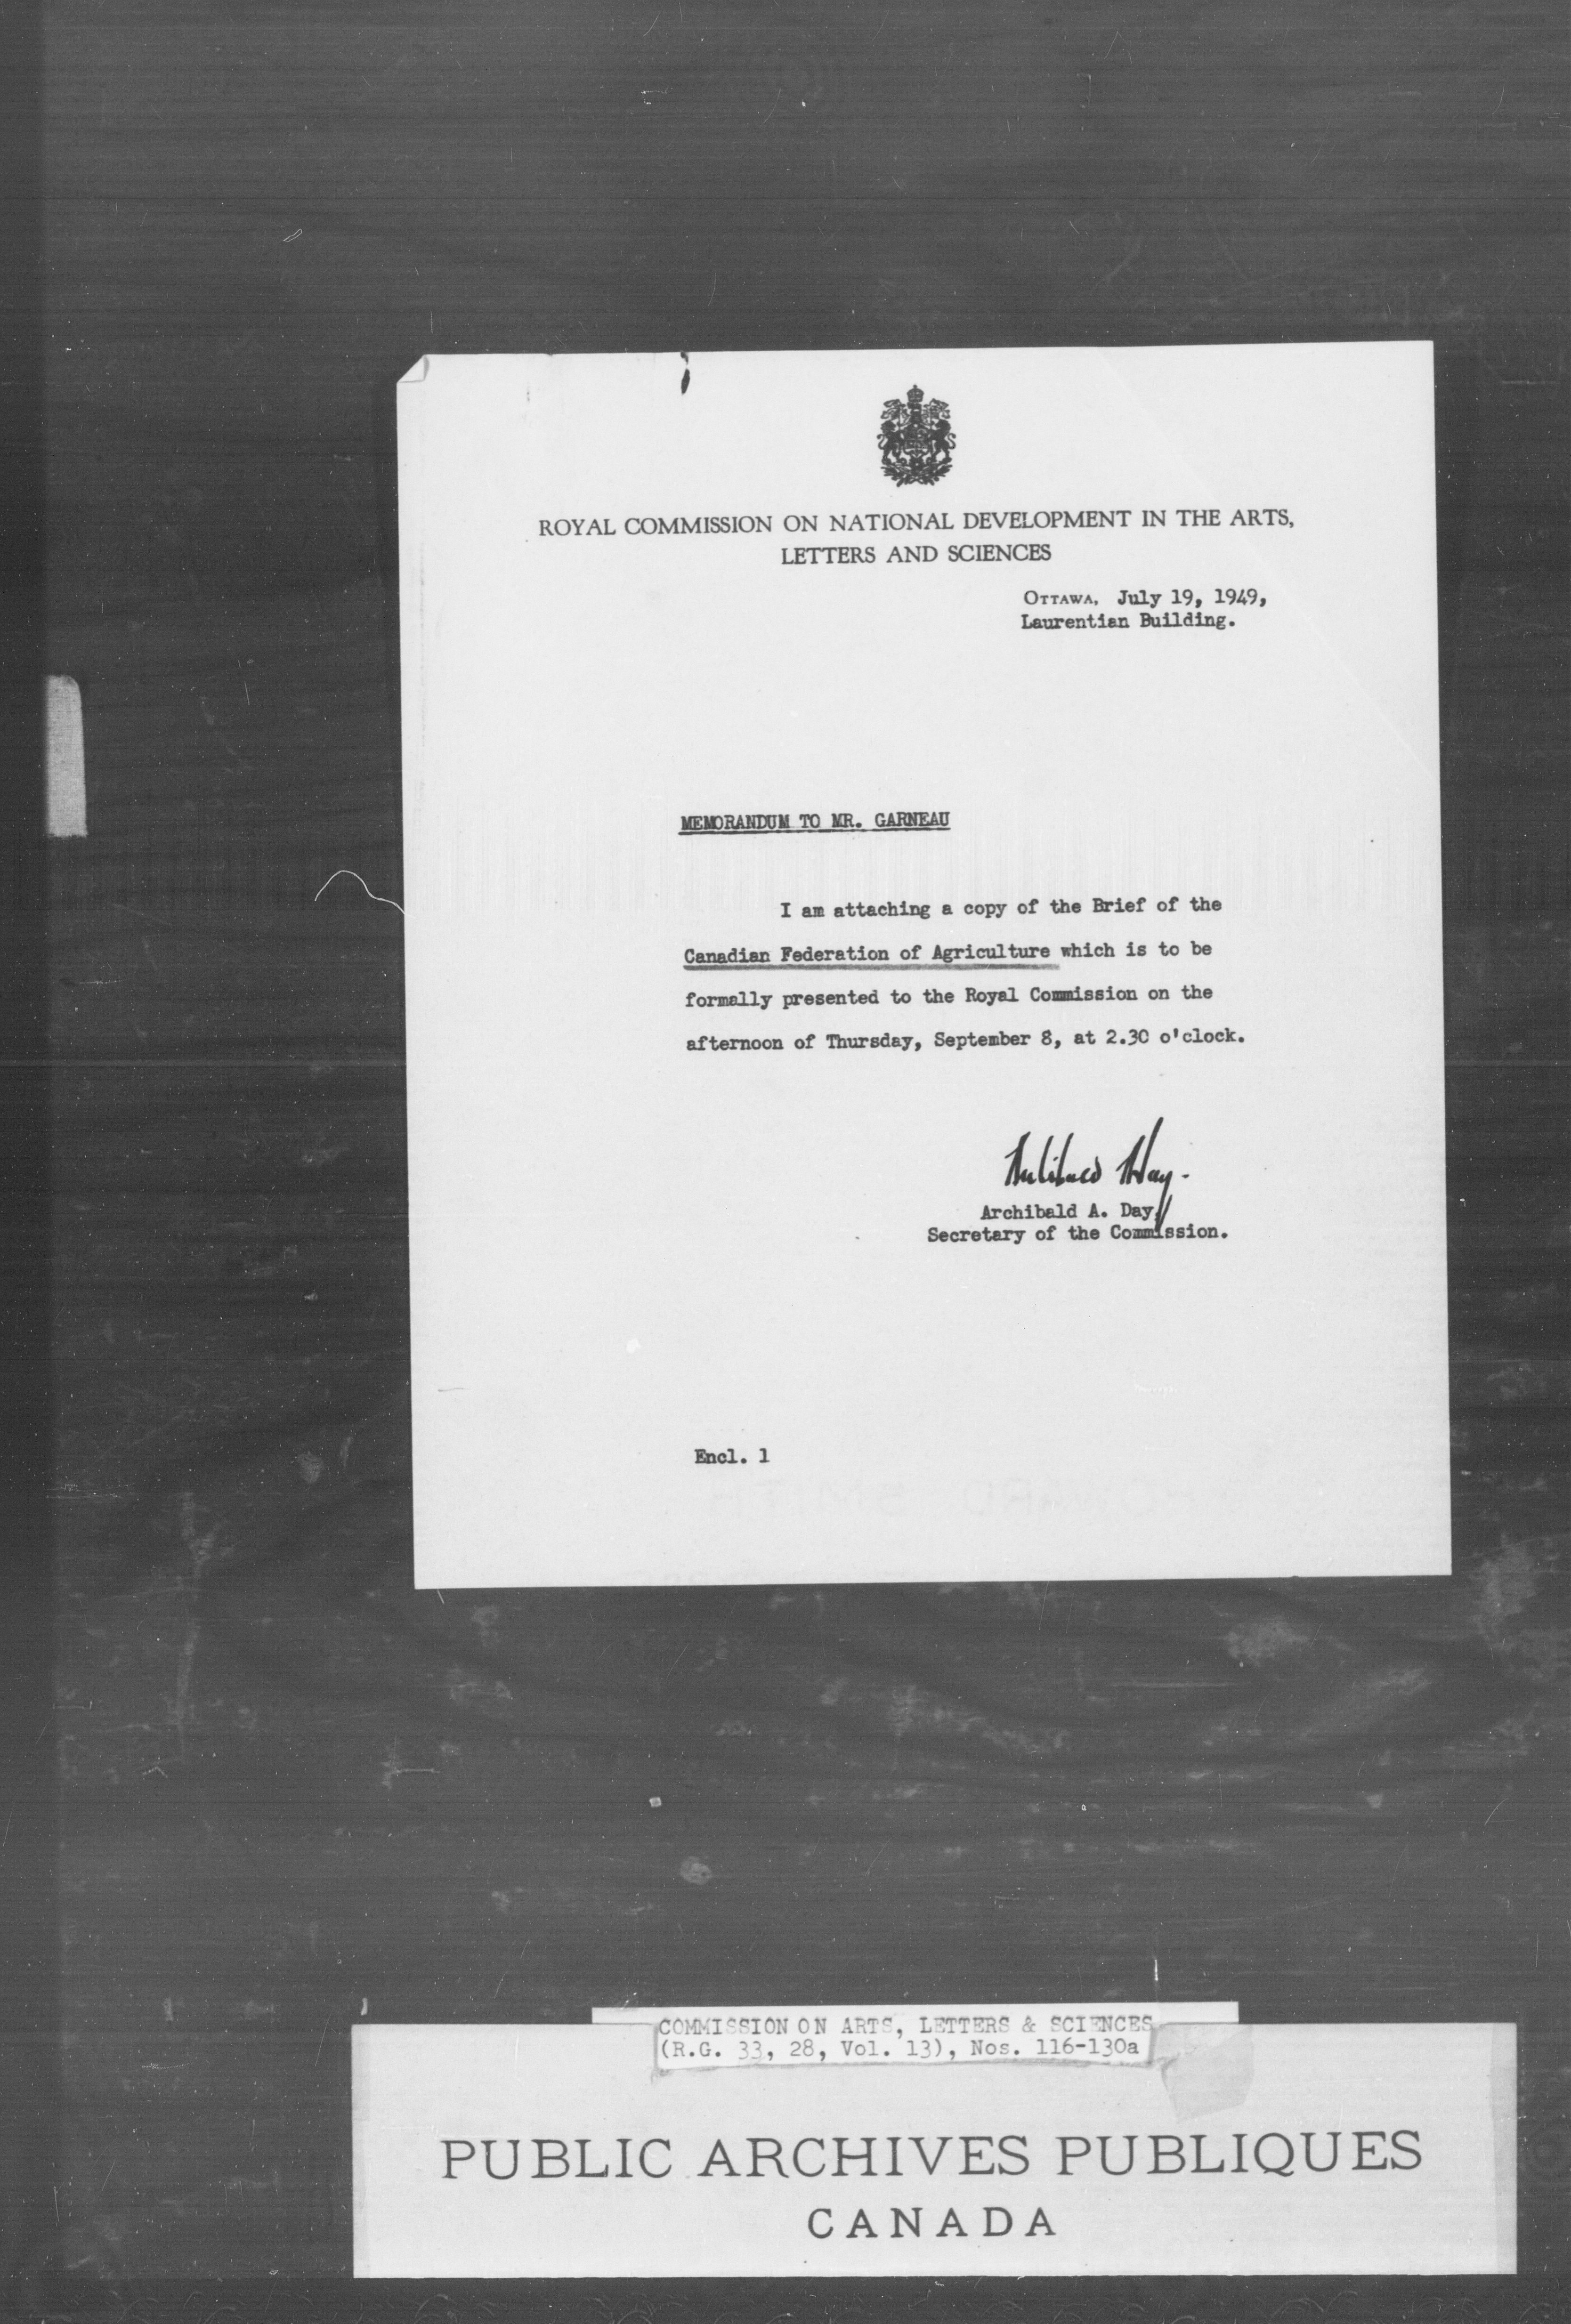 ROYAL COMMISSION ON NATIONAL DEVELOPMENT IN THE ARTS,
LETTERS AND SCIENCES
OTTAWA, July 19, 1949,
Laurentian Building.
MEMORANDUM TO MR. GARNEAU
I am attaching a copy of the Brief of the
Canadian Federation of Agriculture which is to be
formally presented to the Royal Commission on the
afternoon of Thursday, September 8, at 2.30 o'clock.
Archibald A. Day,
Secretary of the Commission.
Encl. 1
COMMISSION ON ARTS, LETTERS & SCIENCES
(R.G. 33, 28, Vol. 13), Nos. 116-130a
PUBLIC ARCHIVES PUBLIQUES
CANADA